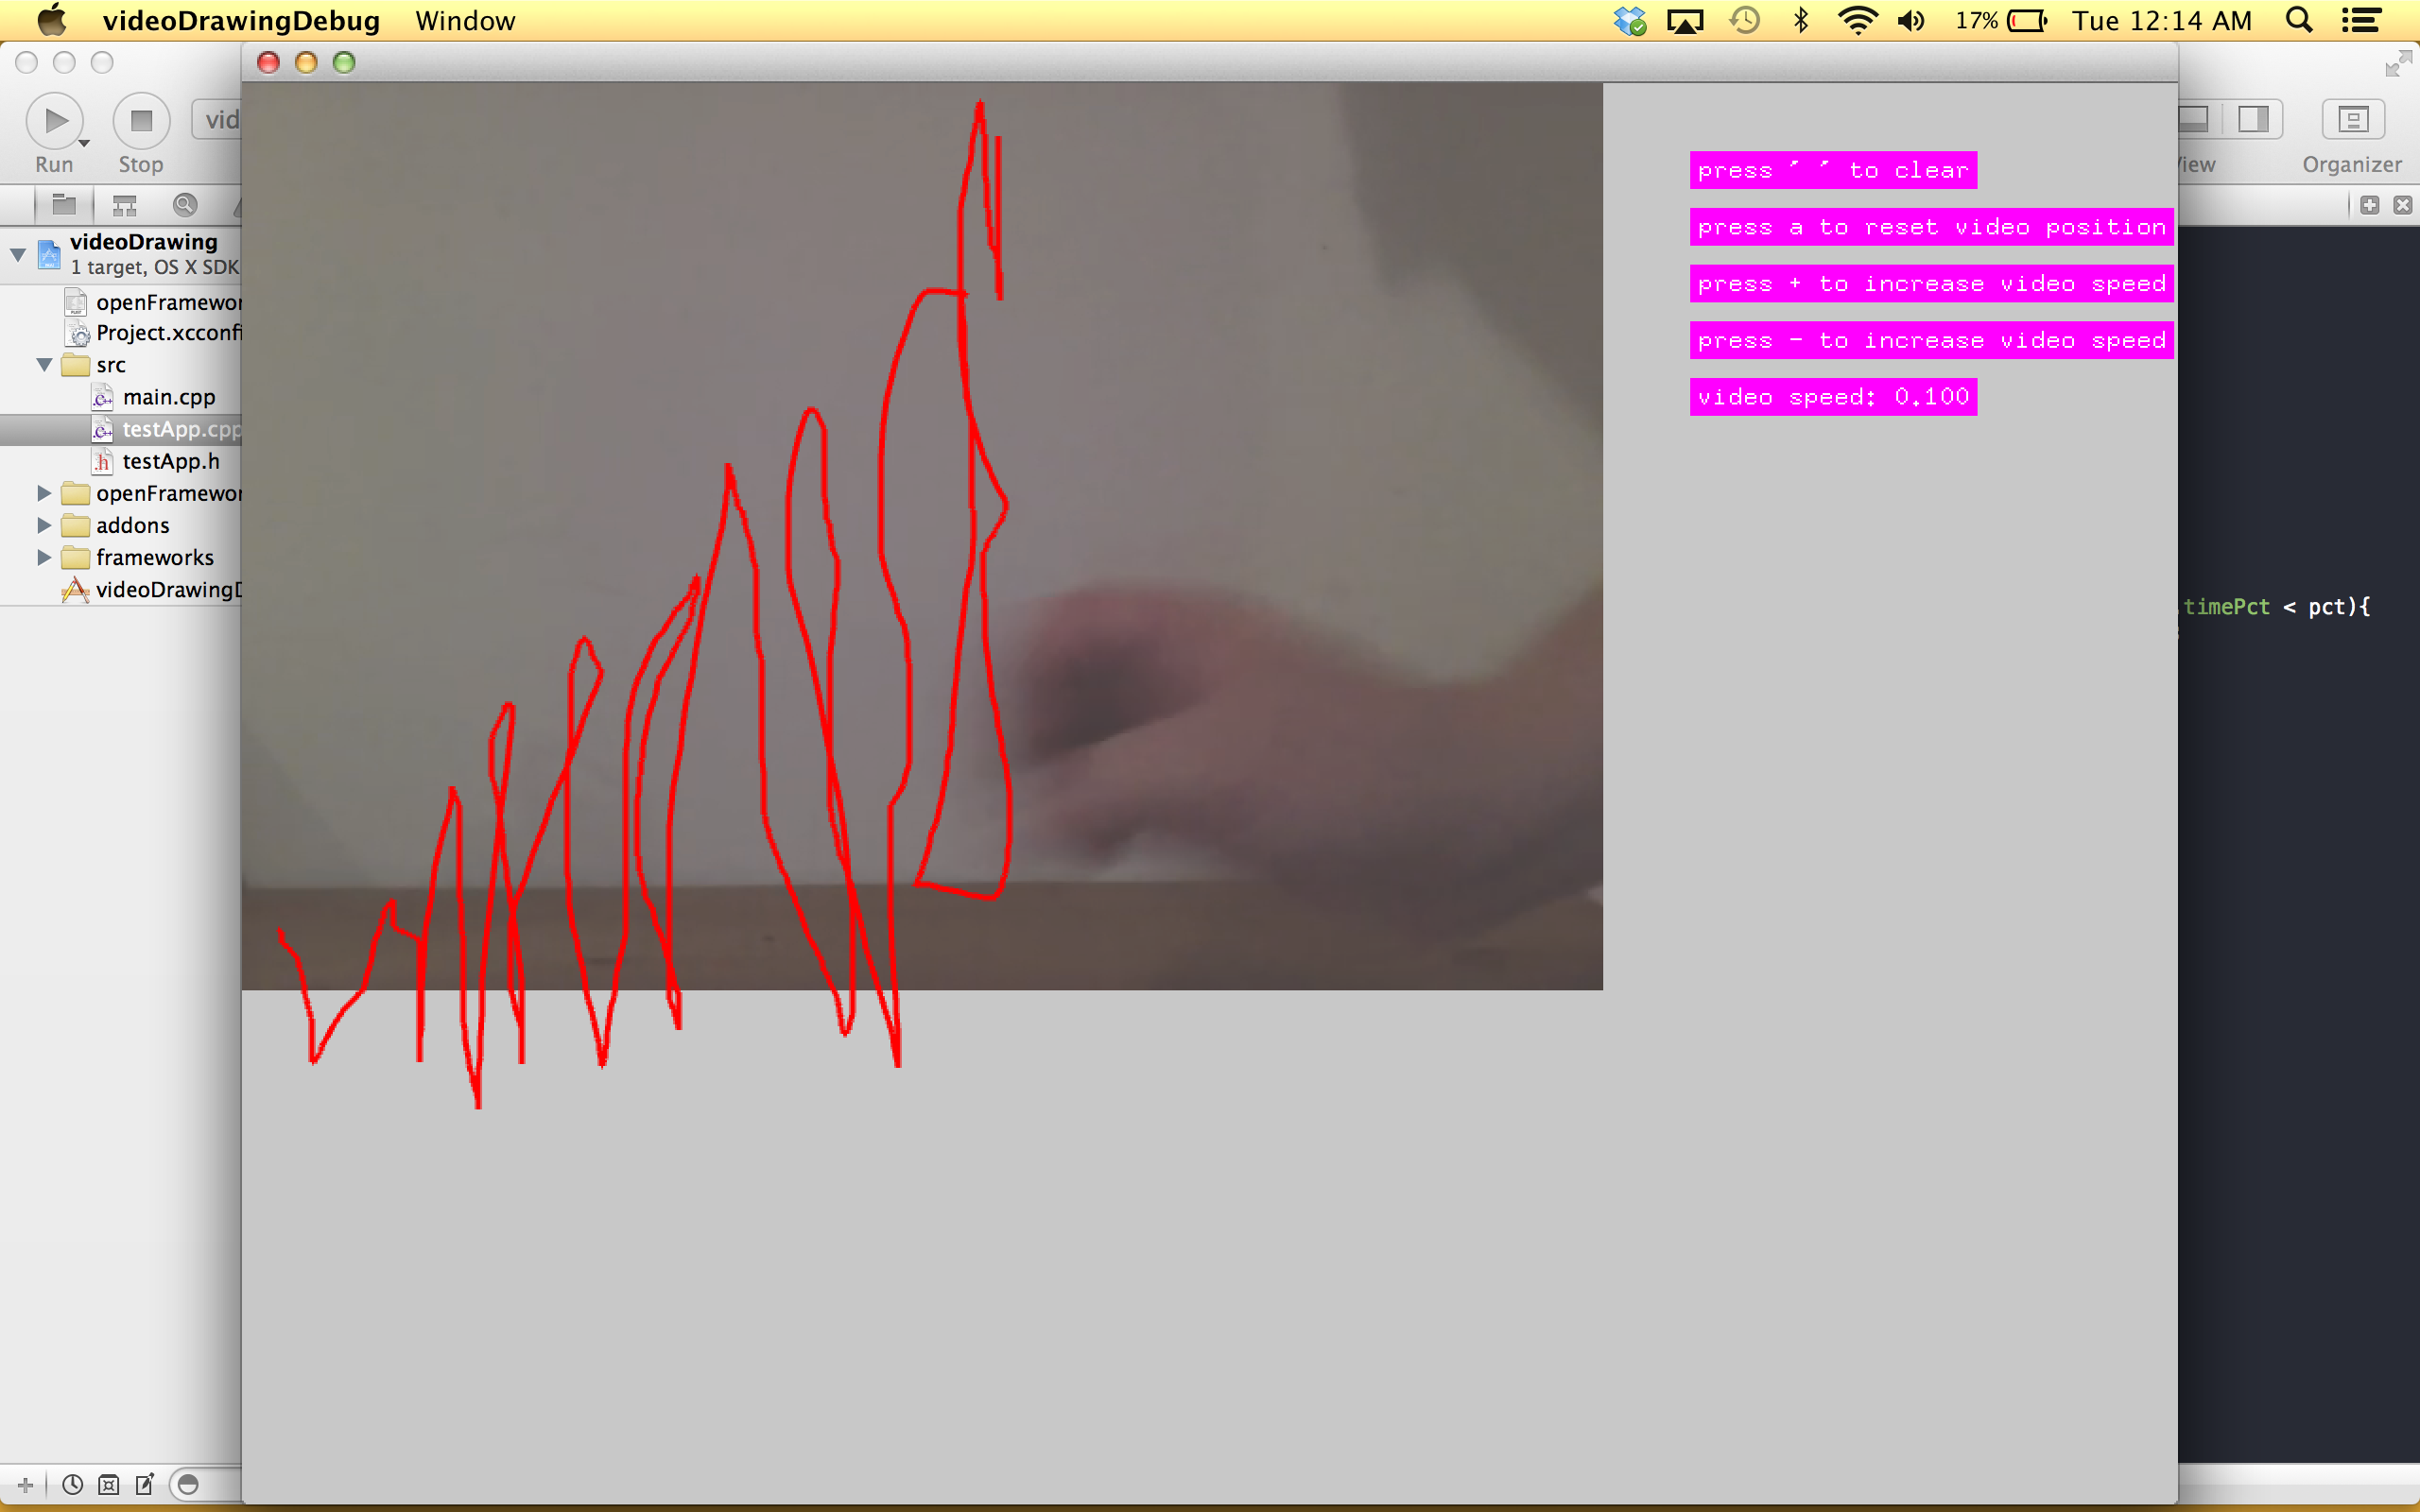 videoDrawingDebug Window 17% Tue 12:14 AM
vid
Run Stop View Organizer
press ' ' to clear
press a to reset video position
press + to increase video speed
press - to increase video speed
video speed: 0.100
videoDrawing
1 target, OS X SDK
openFramewor
Project.xcconfi
src
main.cpp
testApp.cpp
testApp.h
openFramewor
addons
frameworks
videoDrawingD
timePct < pct){